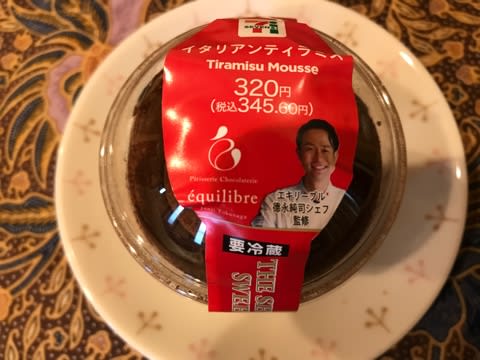 イタリアンティラミス
Tiramisu Mousse
320円
(税込345.60円)
Pâtisserie Chocolaterie
équilibre
エキリーブル
徳永純司シェフ
監修
要冷蔵
THE SE
SWEE